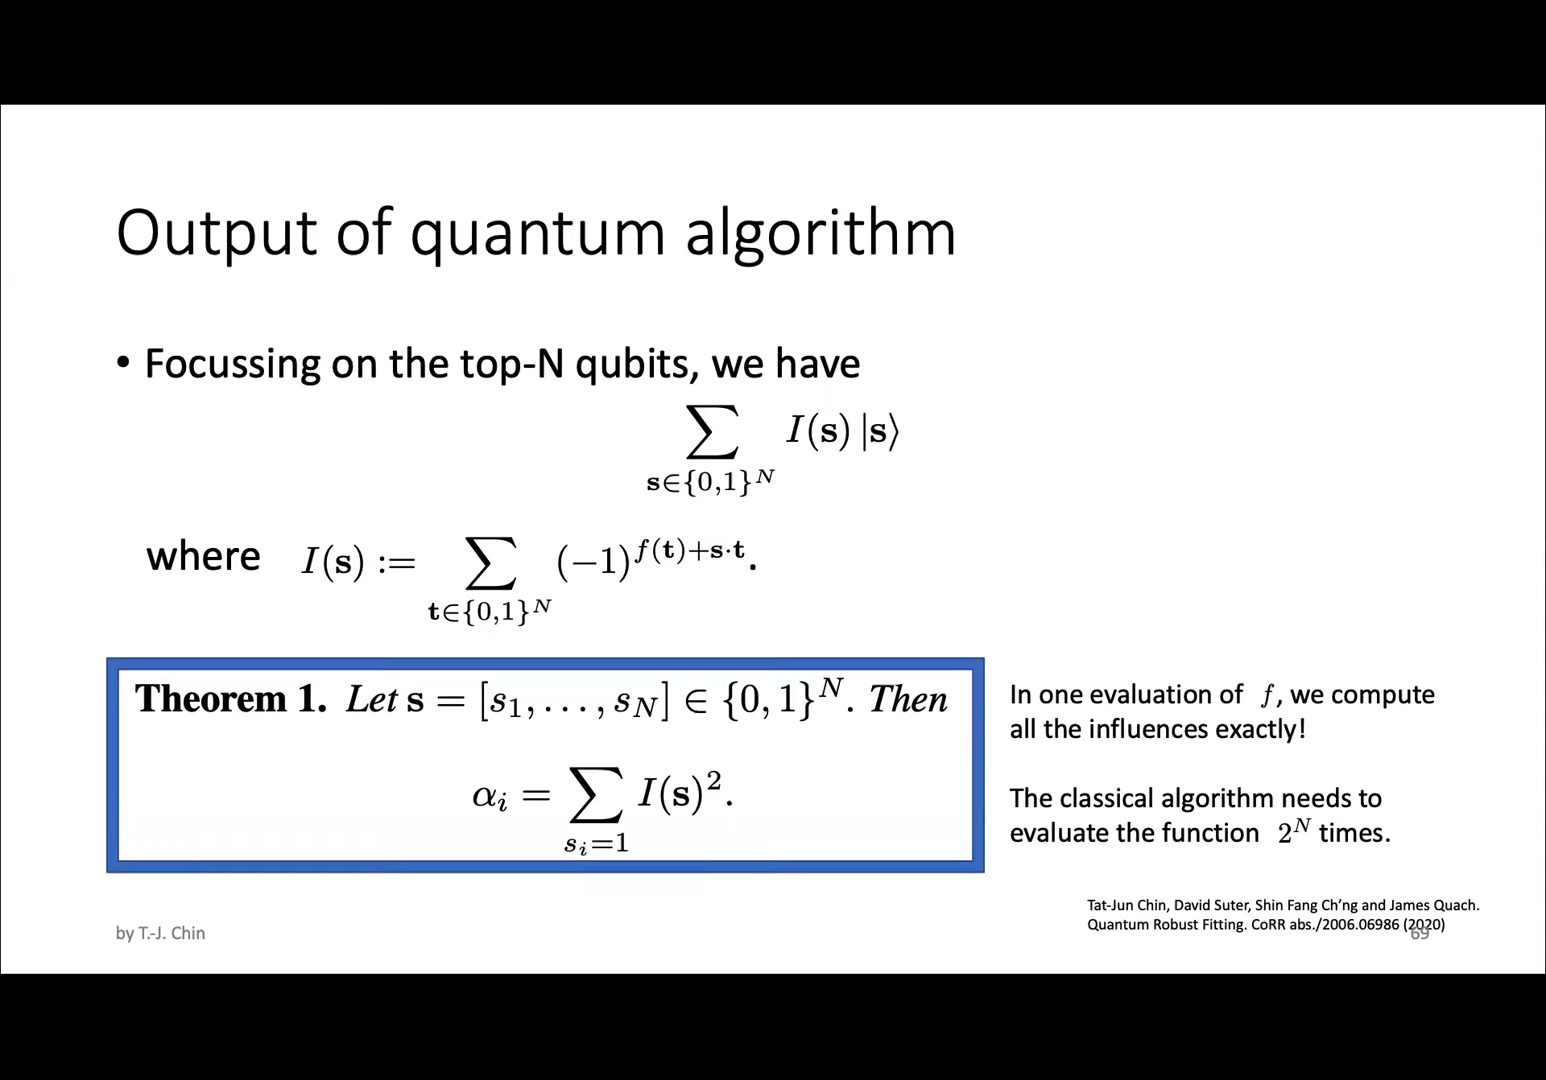 Output of quantum algorithm
• Focussing on the top-N qubits, we have
∑ I(s) |s⟩
s∈{0,1}^N
where I(s) := ∑ (−1)^{f(t)+s·t}.
t∈{0,1}^N
Theorem 1. Let s = [s_1, . . . , s_N] ∈ {0, 1}^N. Then
α_i = ∑ I(s)^2.
s_i=1
In one evaluation of f, we compute
all the influences exactly!
The classical algorithm needs to
evaluate the function 2^N times.
Tat-Jun Chin, David Suter, Shin Fang Ch’ng and James Quach.
Quantum Robust Fitting. CoRR abs./2006.06986 (2020)
by T.-J. Chin
69